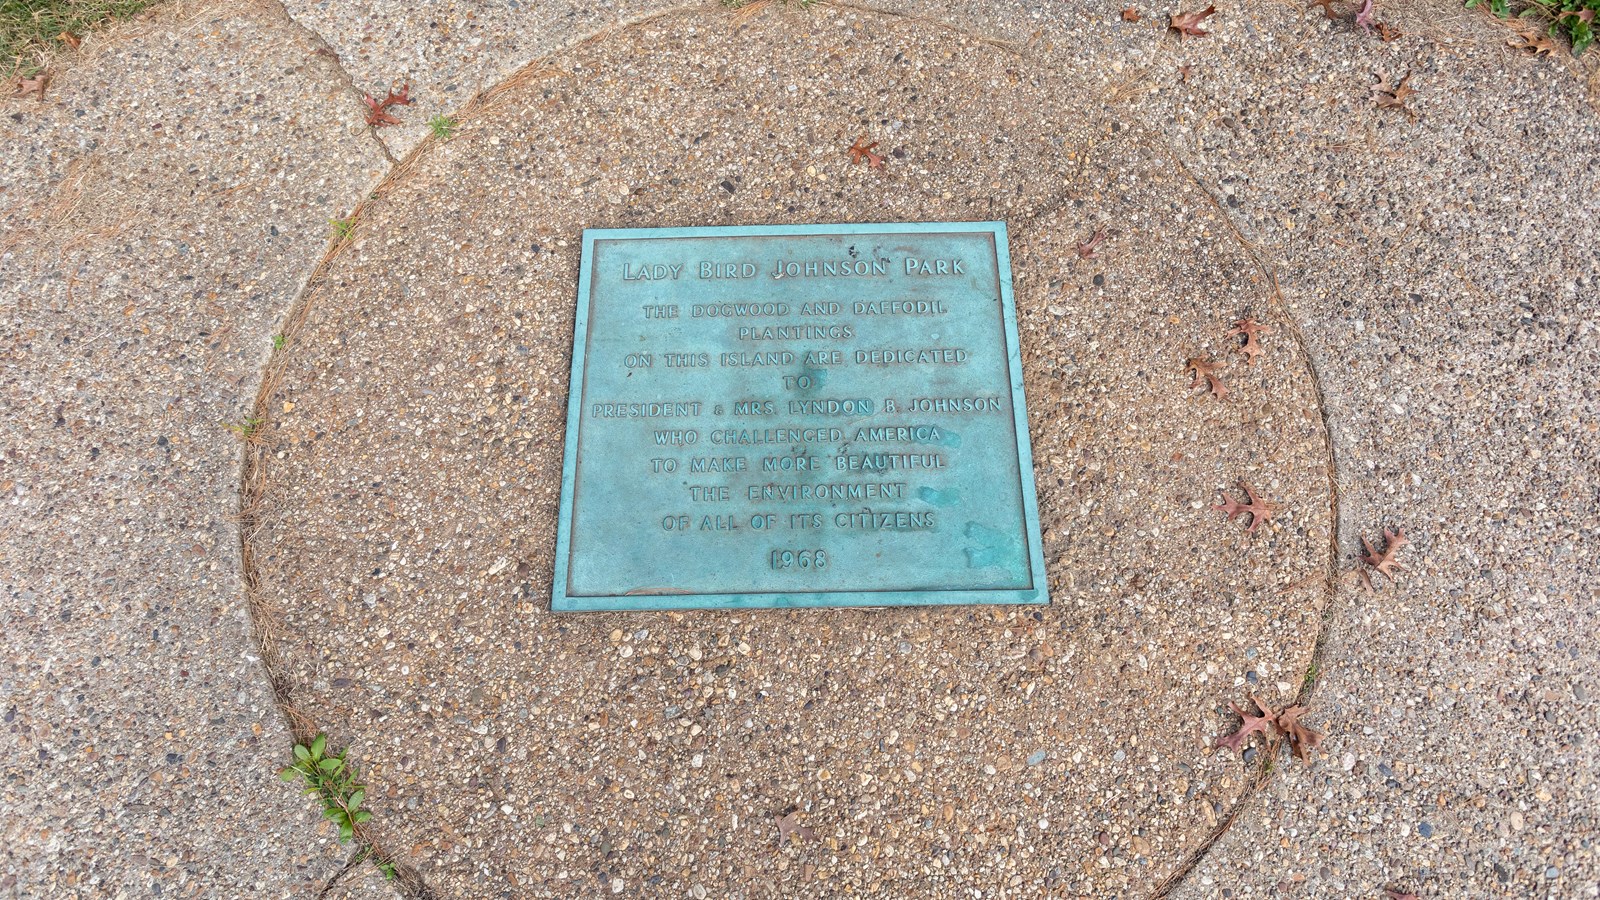 LADY BIRD JOHNSON PARK
THE DOGWOOD AND DAFFODIL
PLANTINGS
ON THIS ISLAND ARE DEDICATED
TO
PRESIDENT & MRS. LYNDON B. JOHNSON
WHO CHALLENGED AMERICA
TO MAKE MORE BEAUTIFUL
THE ENVIRONMENT
OF ALL OF ITS CITIZENS
1968